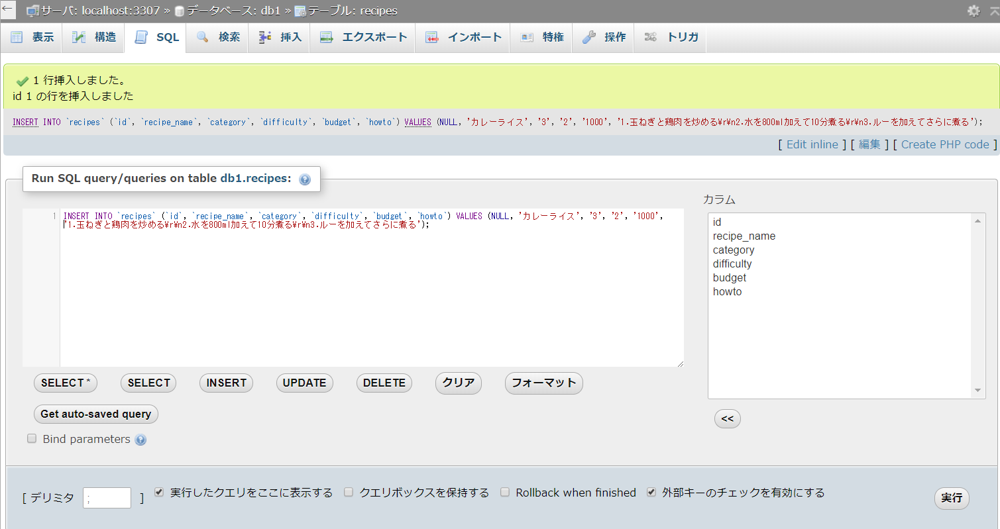 ← サーバ: localhost:3307 » データベース: db1 » テーブル: recipes
表示 構造 SQL 検索 挿入 エクスポート インポート 特権 操作 トリガ
1 行挿入しました。
id 1 の行を挿入しました
INSERT INTO `recipes` (`id`, `recipe_name`, `category`, `difficulty`, `budget`, `howto`) VALUES (NULL, 'カレーライス', '3', '2', '1000', '1.玉ねぎと鶏肉を炒める¥r¥n2.水を800ml加えて10分煮る¥r¥n3.ルーを加えてさらに煮る');
[ Edit inline ] [ 編集 ] [ Create PHP code ]
Run SQL query/queries on table db1.recipes:
1 INSERT INTO `recipes` (`id`, `recipe_name`, `category`, `difficulty`, `budget`, `howto`) VALUES (NULL, 'カレーライス', '3', '2', '1000',
'1.玉ねぎと鶏肉を炒める¥r¥n2.水を800ml加えて10分煮る¥r¥n3.ルーを加えてさらに煮る');
カラム
id
recipe_name
category
difficulty
budget
howto
SELECT * SELECT INSERT UPDATE DELETE クリア フォーマット
Get auto-saved query
<<
Bind parameters
[ デリミタ ; ] 実行したクエリをここに表示する クエリボックスを保持する Rollback when finished 外部キーのチェックを有効にする
実行